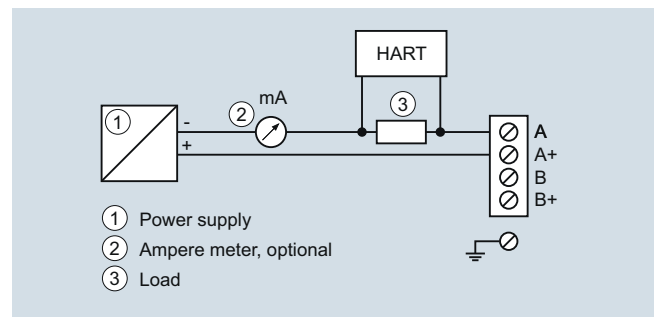 HART
mA
② ③
① - A
+ A+
B
B+
① Power supply
② Ampere meter, optional
③ Load